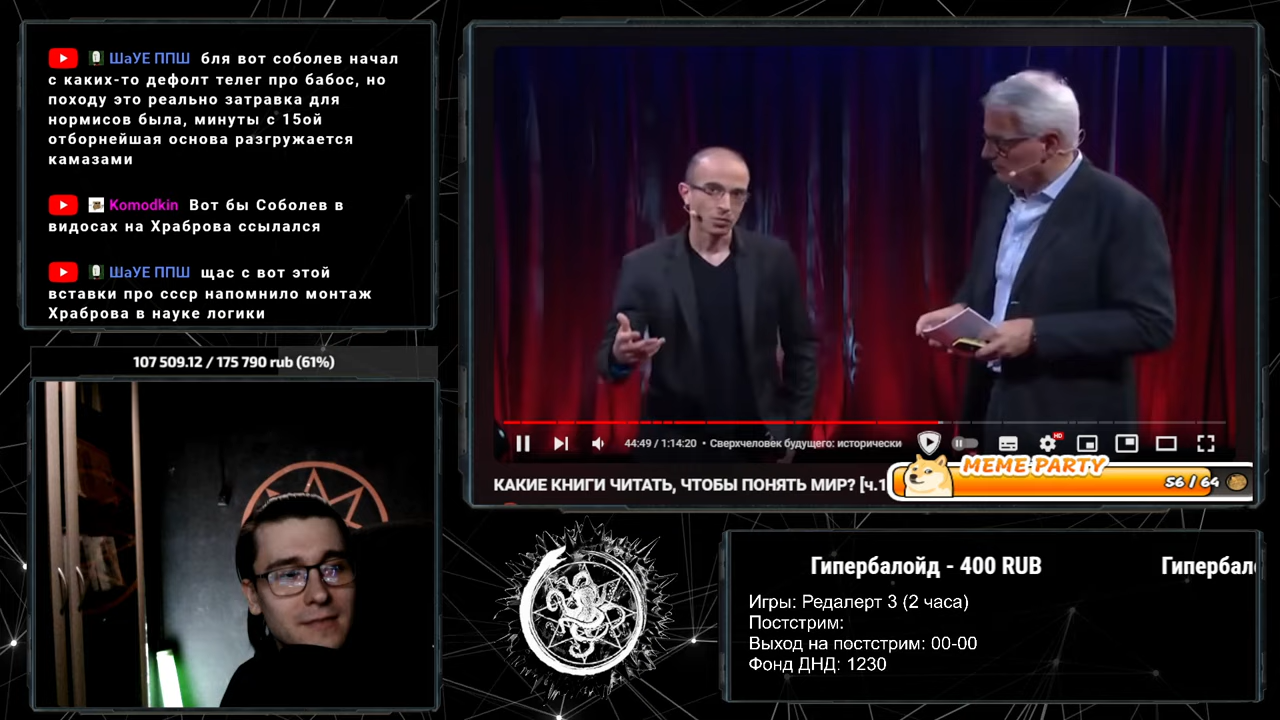 ШаУЕ ППШ бля вот соболев начал
с каких-то дефолт телег про бабос, но
походу это реально затравка для
нормисов была, минуты с 15ой
отборнейшая основа разгружается
камазами
Komodkin Вот бы Соболев в
видосах на Храброва ссылался
ШаУЕ ППШ щас с вот этой
вставки про ссср напомнило монтаж
Храброва в науке логики
107 509.12 / 175 790 rub (61%)
44:49 / 1:14:20 • Сверхчеловек будущего: исторически
HD
КАКИЕ КНИГИ ЧИТАТЬ, ЧТОБЫ ПОНЯТЬ МИР? [ч.1
MEME PARTY
56 / 64
Гипербалоид - 400 RUB Гипербало
Игры: Редалерт 3 (2 часа)
Постстрим:
Выход на постстрим: 00-00
Фонд ДНД: 1230